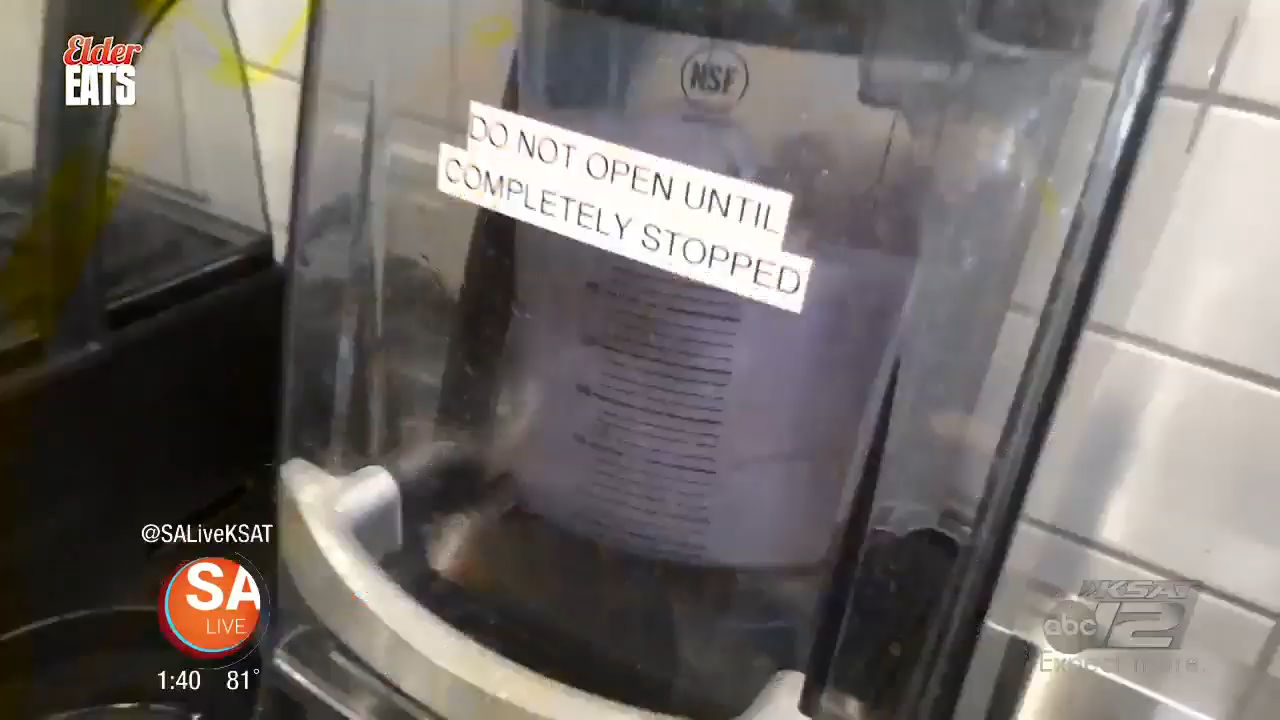 Elder
EATS
NSF
DO NOT OPEN UNTIL
COMPLETELY STOPPED
@SALiveKSAT
SA
LIVE
1:40 81°
KSAT
abc 12
Expect more.